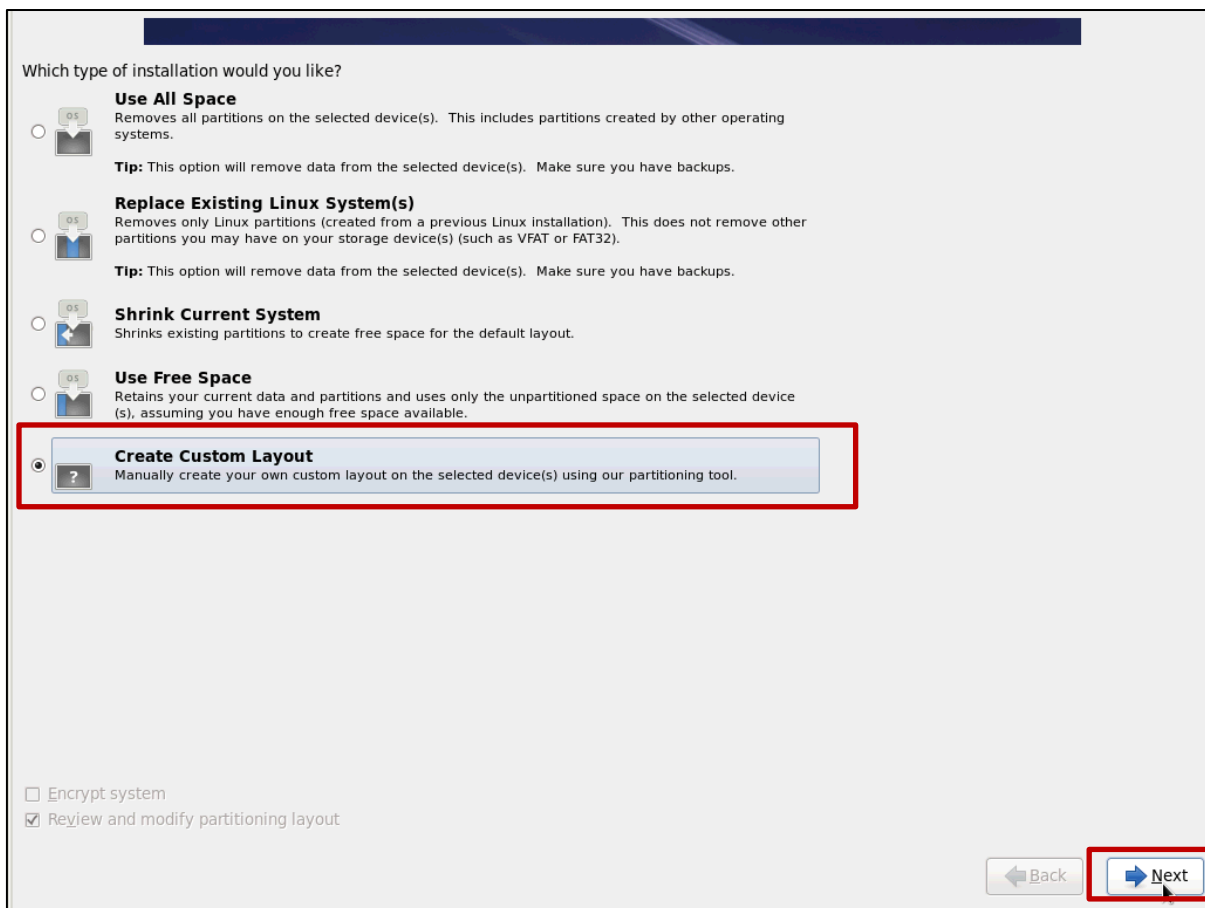 Which type of installation would you like?
OS
Use All Space
Removes all partitions on the selected device(s).  This includes partitions created by other operating
systems.
Tip: This option will remove data from the selected device(s).  Make sure you have backups.
OS
Replace Existing Linux System(s)
Removes only Linux partitions (created from a previous Linux installation).  This does not remove other
partitions you may have on your storage device(s) (such as VFAT or FAT32).
Tip: This option will remove data from the selected device(s).  Make sure you have backups.
OS
Shrink Current System
Shrinks existing partitions to create free space for the default layout.
OS
Use Free Space
Retains your current data and partitions and uses only the unpartitioned space on the selected device
(s), assuming you have enough free space available.
?
Create Custom Layout
Manually create your own custom layout on the selected device(s) using our partitioning tool.
Encrypt system
Review and modify partitioning layout
Back
Next